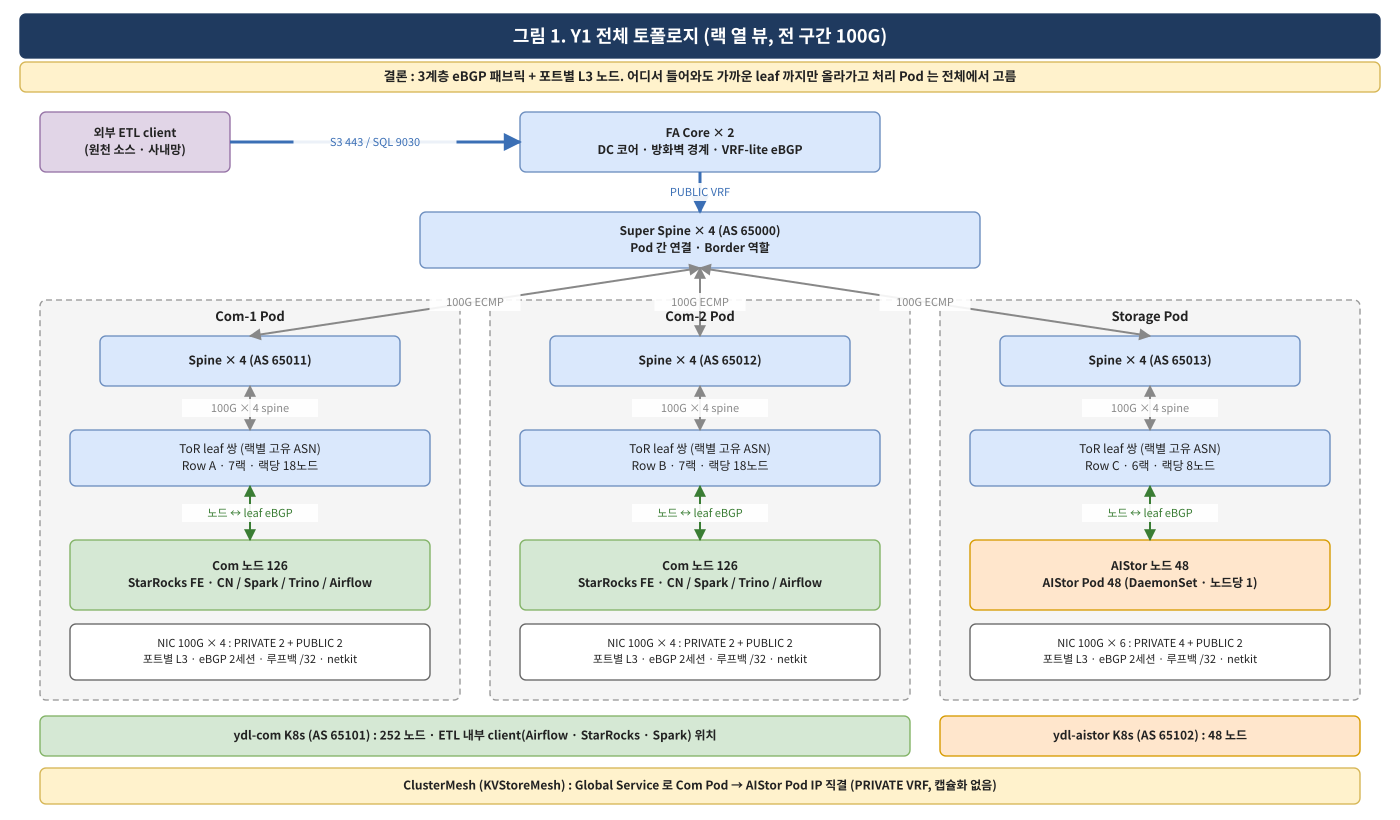 그림 1. Y1 전체 토폴로지 (랙 열 뷰, 전 구간 100G)
결론 : 3계층 eBGP 패브릭 + 포트별 L3 노드. 어디서 들어와도 가까운 leaf 까지만 올라가고 처리 Pod 는 전체에서 고름
외부 ETL client
(원천 소스 · 사내망)
S3 443 / SQL 9030
FA Core × 2
DC 코어 · 방화벽 경계 · VRF-lite eBGP
PUBLIC VRF
Super Spine × 4 (AS 65000)
Pod 간 연결 · Border 역할
100G ECMP
100G ECMP
100G ECMP
Com-1 Pod
Spine × 4 (AS 65011)
100G × 4 spine
ToR leaf 쌍 (랙별 고유 ASN)
Row A · 7랙 · 랙당 18노드
노드 ↔ leaf eBGP
Com 노드 126
StarRocks FE · CN / Spark / Trino / Airflow
NIC 100G × 4 : PRIVATE 2 + PUBLIC 2
포트별 L3 · eBGP 2세션 · 루프백 /32 · netkit
Com-2 Pod
Spine × 4 (AS 65012)
100G × 4 spine
ToR leaf 쌍 (랙별 고유 ASN)
Row B · 7랙 · 랙당 18노드
노드 ↔ leaf eBGP
Com 노드 126
StarRocks FE · CN / Spark / Trino / Airflow
NIC 100G × 4 : PRIVATE 2 + PUBLIC 2
포트별 L3 · eBGP 2세션 · 루프백 /32 · netkit
Storage Pod
Spine × 4 (AS 65013)
100G × 4 spine
ToR leaf 쌍 (랙별 고유 ASN)
Row C · 6랙 · 랙당 8노드
노드 ↔ leaf eBGP
AIStor 노드 48
AIStor Pod 48 (DaemonSet · 노드당 1)
NIC 100G × 6 : PRIVATE 4 + PUBLIC 2
포트별 L3 · eBGP 2세션 · 루프백 /32 · netkit
ydl-com K8s (AS 65101) : 252 노드 · ETL 내부 client(Airflow · StarRocks · Spark) 위치
ydl-aistor K8s (AS 65102) : 48 노드
ClusterMesh (KVStoreMesh) : Global Service 로 Com Pod → AIStor Pod IP 직결 (PRIVATE VRF, 캡슐화 없음)